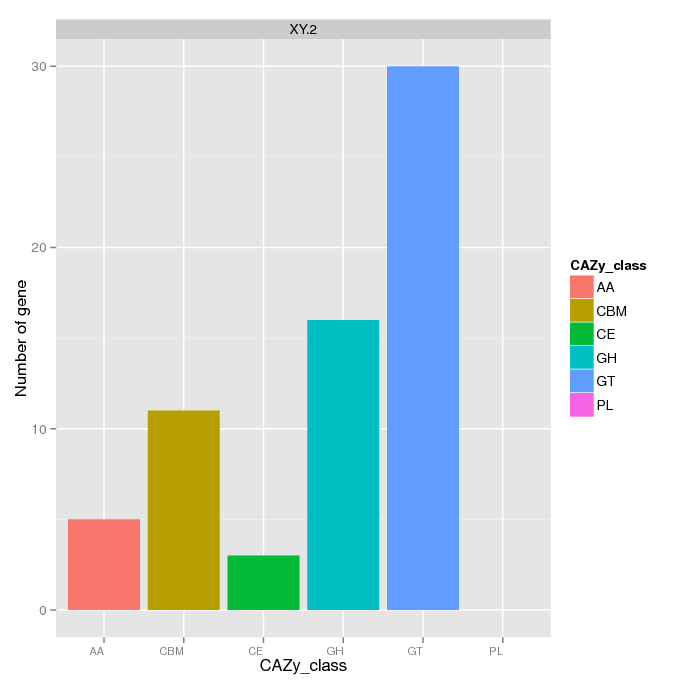 XY.2
30
20
10
0
Number of gene
AA CBM CE GH GT PL
CAZy_class
CAZy_class
AA
CBM
CE
GH
GT
PL